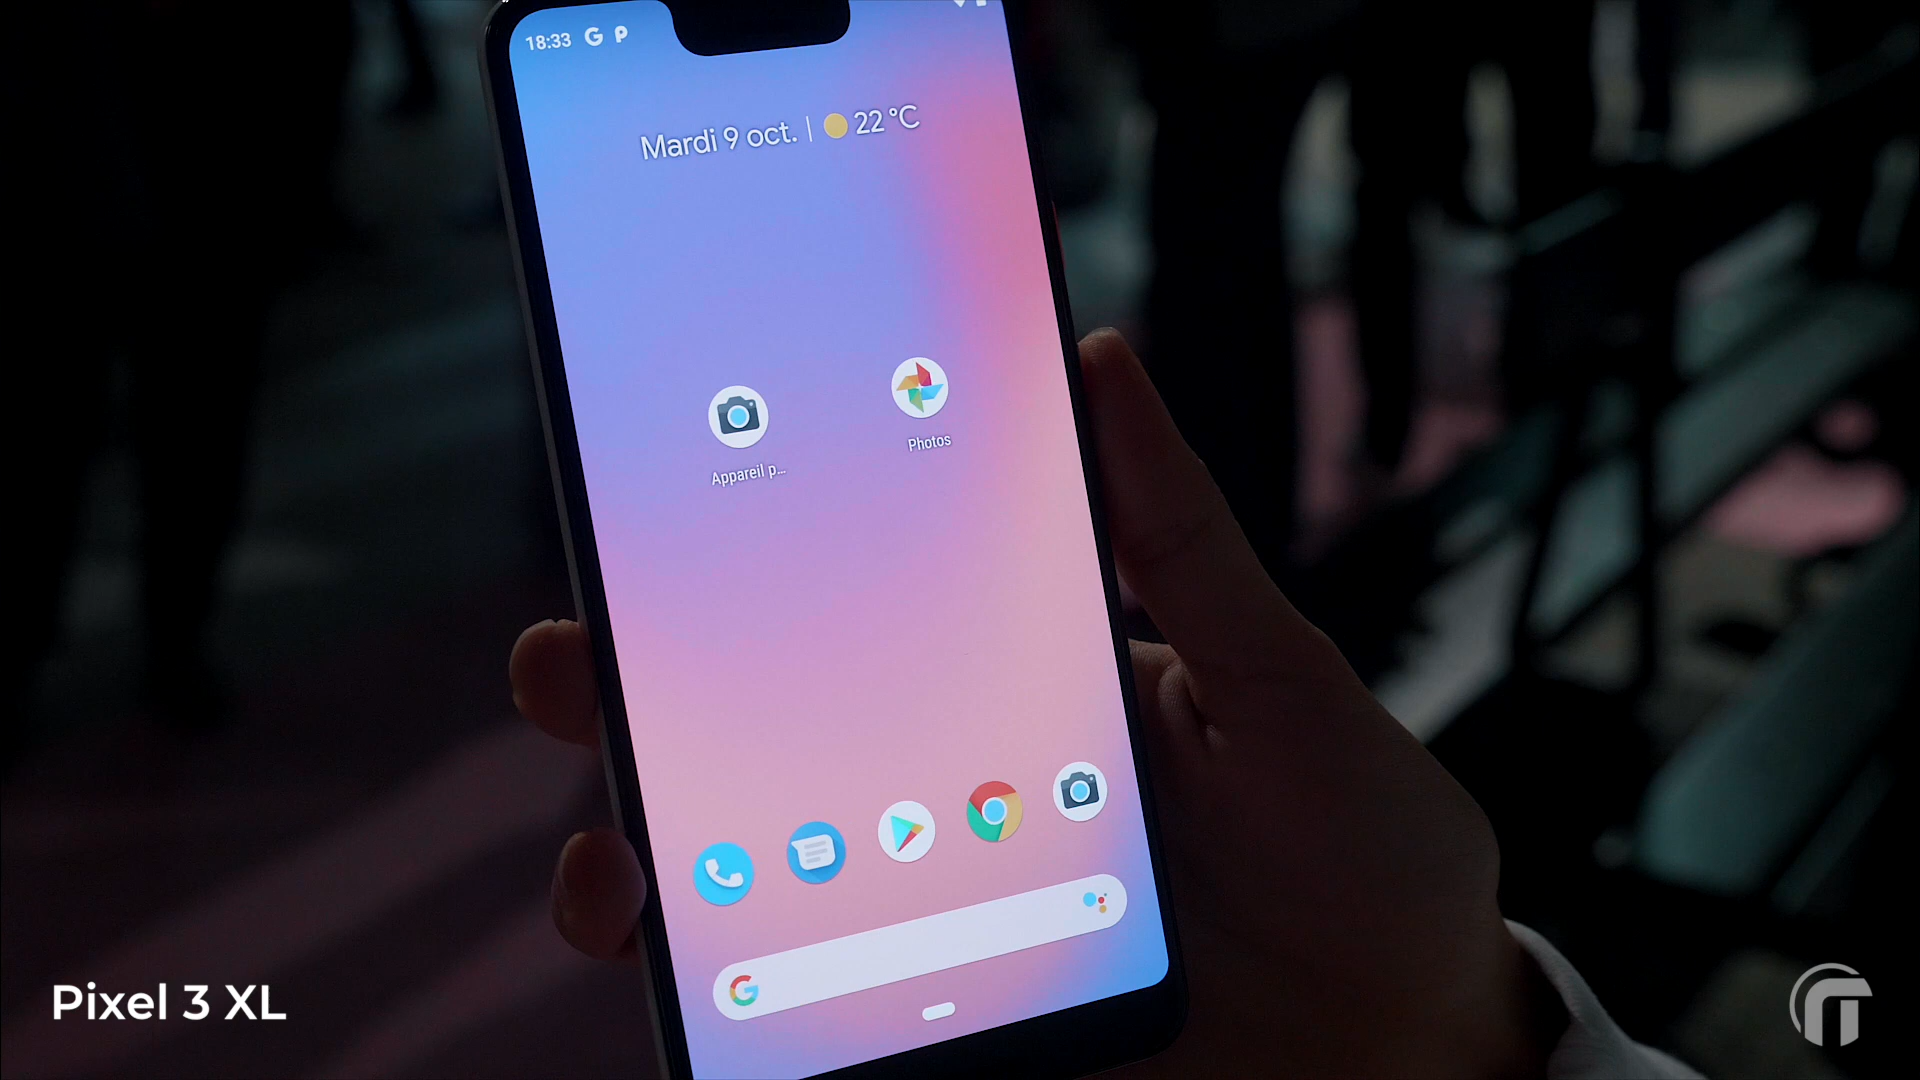 18:33
Mardi 9 oct. | 22 °C
Appareil p...
Photos
Pixel 3 XL